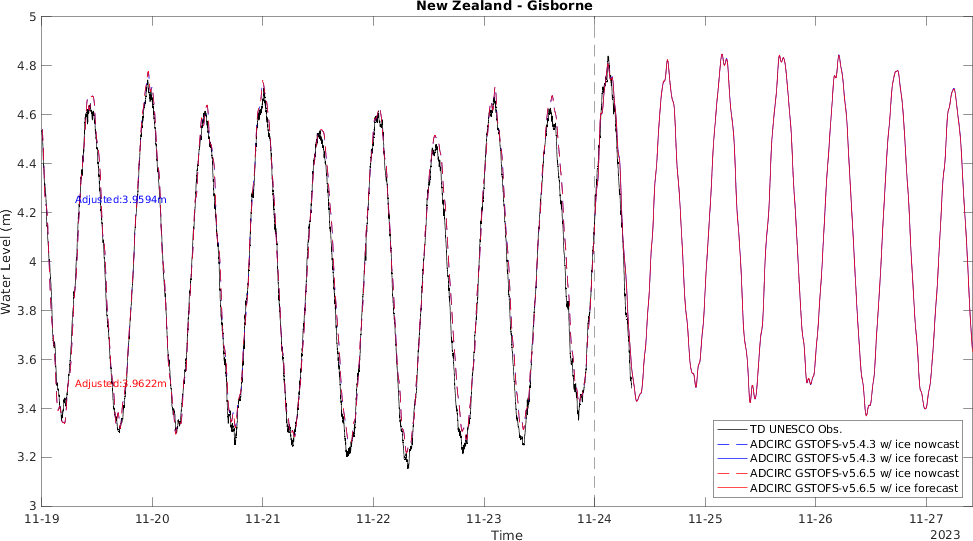 New Zealand - Gisborne
5
4.8
4.6
4.4
4.2
4
3.8
3.6
3.4
3.2
3
Water Level (m)
Adjusted:3.9594m
Adjusted:3.9622m
TD UNESCO Obs.
ADCIRC GSTOFS-v5.4.3 w/ ice nowcast
ADCIRC GSTOFS-v5.4.3 w/ ice forecast
ADCIRC GSTOFS-v5.6.5 w/ ice nowcast
ADCIRC GSTOFS-v5.6.5 w/ ice forecast
11-19 11-20 11-21 11-22 11-23 11-24 11-25 11-26 11-27
Time
2023